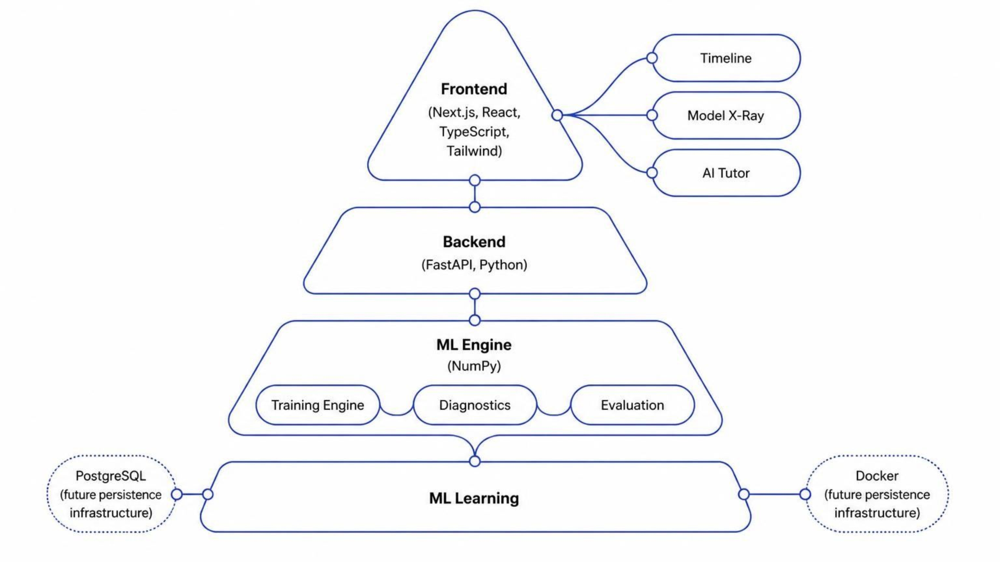 Frontend
(Next.js, React,
TypeScript,
Tailwind)
Timeline
Model X-Ray
AI Tutor
Backend
(FastAPI, Python)
ML Engine
(NumPy)
Training Engine
Diagnostics
Evaluation
PostgreSQL
(future persistence
infrastructure)
ML Learning
Docker
(future persistence
infrastructure)